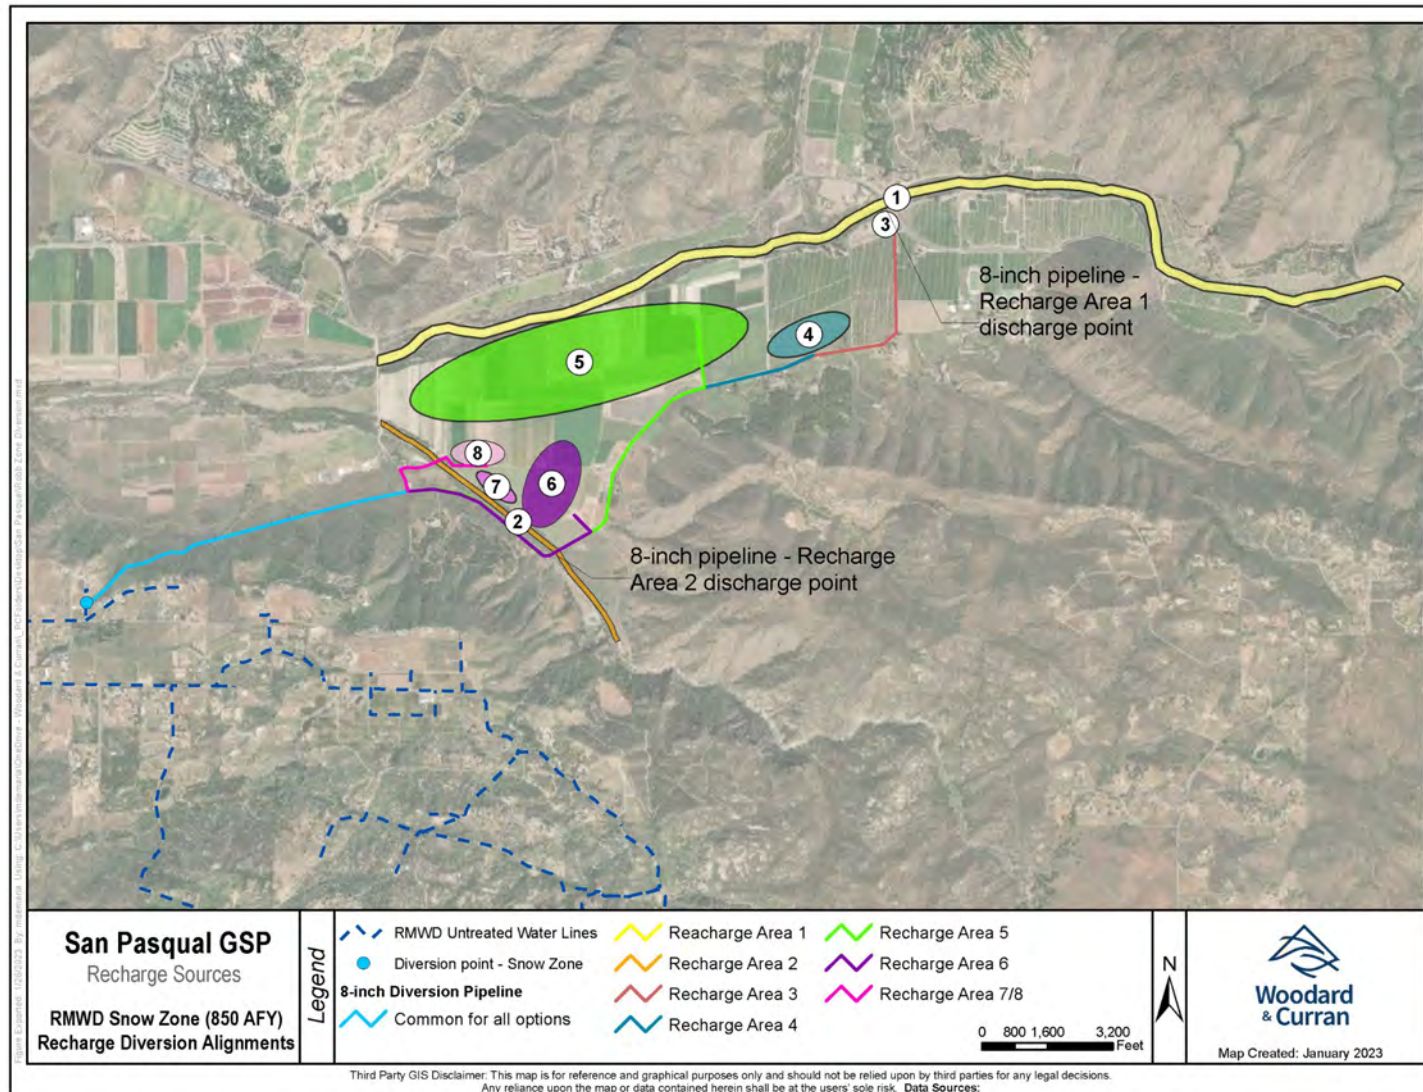 1
3
8-inch pipeline -
Recharge Area 1
discharge point
4
5
8
7
6
2
8-inch pipeline - Recharge
Area 2 discharge point
San Pasqual GSP
Recharge Sources
RMWD Snow Zone (850 AFY)
Recharge Diversion Alignments
Legend
RMWD Untreated Water Lines
Diversion point - Snow Zone
8-inch Diversion Pipeline
Common for all options
Reacharge Area 1
Recharge Area 2
Recharge Area 3
Recharge Area 4
Recharge Area 5
Recharge Area 6
Recharge Area 7/8
0 800 1,600 3,200
Feet
N
Woodard
& Curran
Map Created: January 2023
Third Party GIS Disclaimer: This map is for reference and graphical purposes only and should not be relied upon by third parties for any legal decisions.
Any reliance upon the map or data contained herein shall be at the users' sole risk. Data Sources: